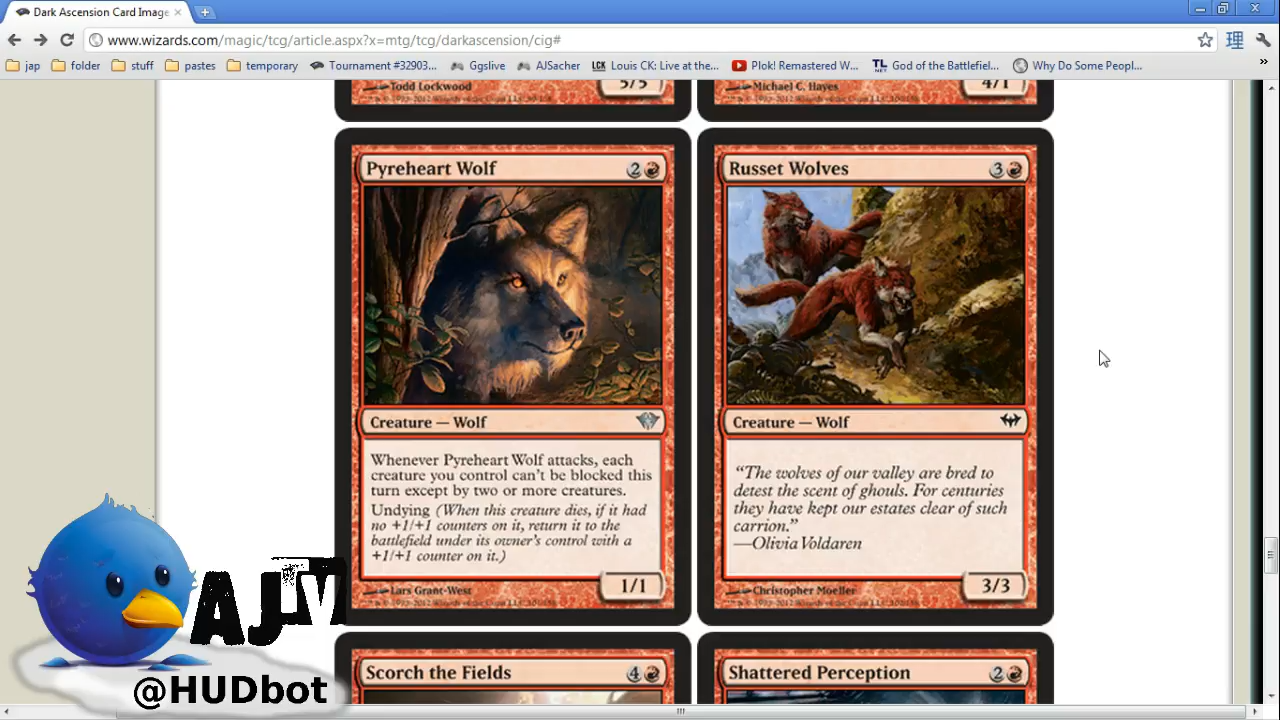 Dark Ascension Card Image
www.wizards.com/magic/tcg/article.aspx?x=mtg/tcg/darkascension/cig#
jap folder stuff pastes temporary Tournament #32903... Ggslive AJSacher LCK Louis CK: Live at the... Plok! Remastered W... TL God of the Battlefiel... Why Do Some Peopl...
Todd Lockwood 5/5
Michael C. Hayes 4/1
Pyreheart Wolf 2
Creature — Wolf
Whenever Pyreheart Wolf attacks, each
creature you control can't be blocked this
turn except by two or more creatures.
Undying (When this creature dies, if it had
no +1/+1 counters on it, return it to the
battlefield under its owner's control with a
+1/+1 counter on it.)
1/1
Lars Grant-West
Russet Wolves 3
Creature — Wolf
“The wolves of our valley are bred to
detest the scent of ghouls. For centuries
they have kept our estates clear of such
carrion.”
—Olivia Voldaren
3/3
Christopher Moeller
Scorch the Fields 4
Shattered Perception 2
@HUDbot